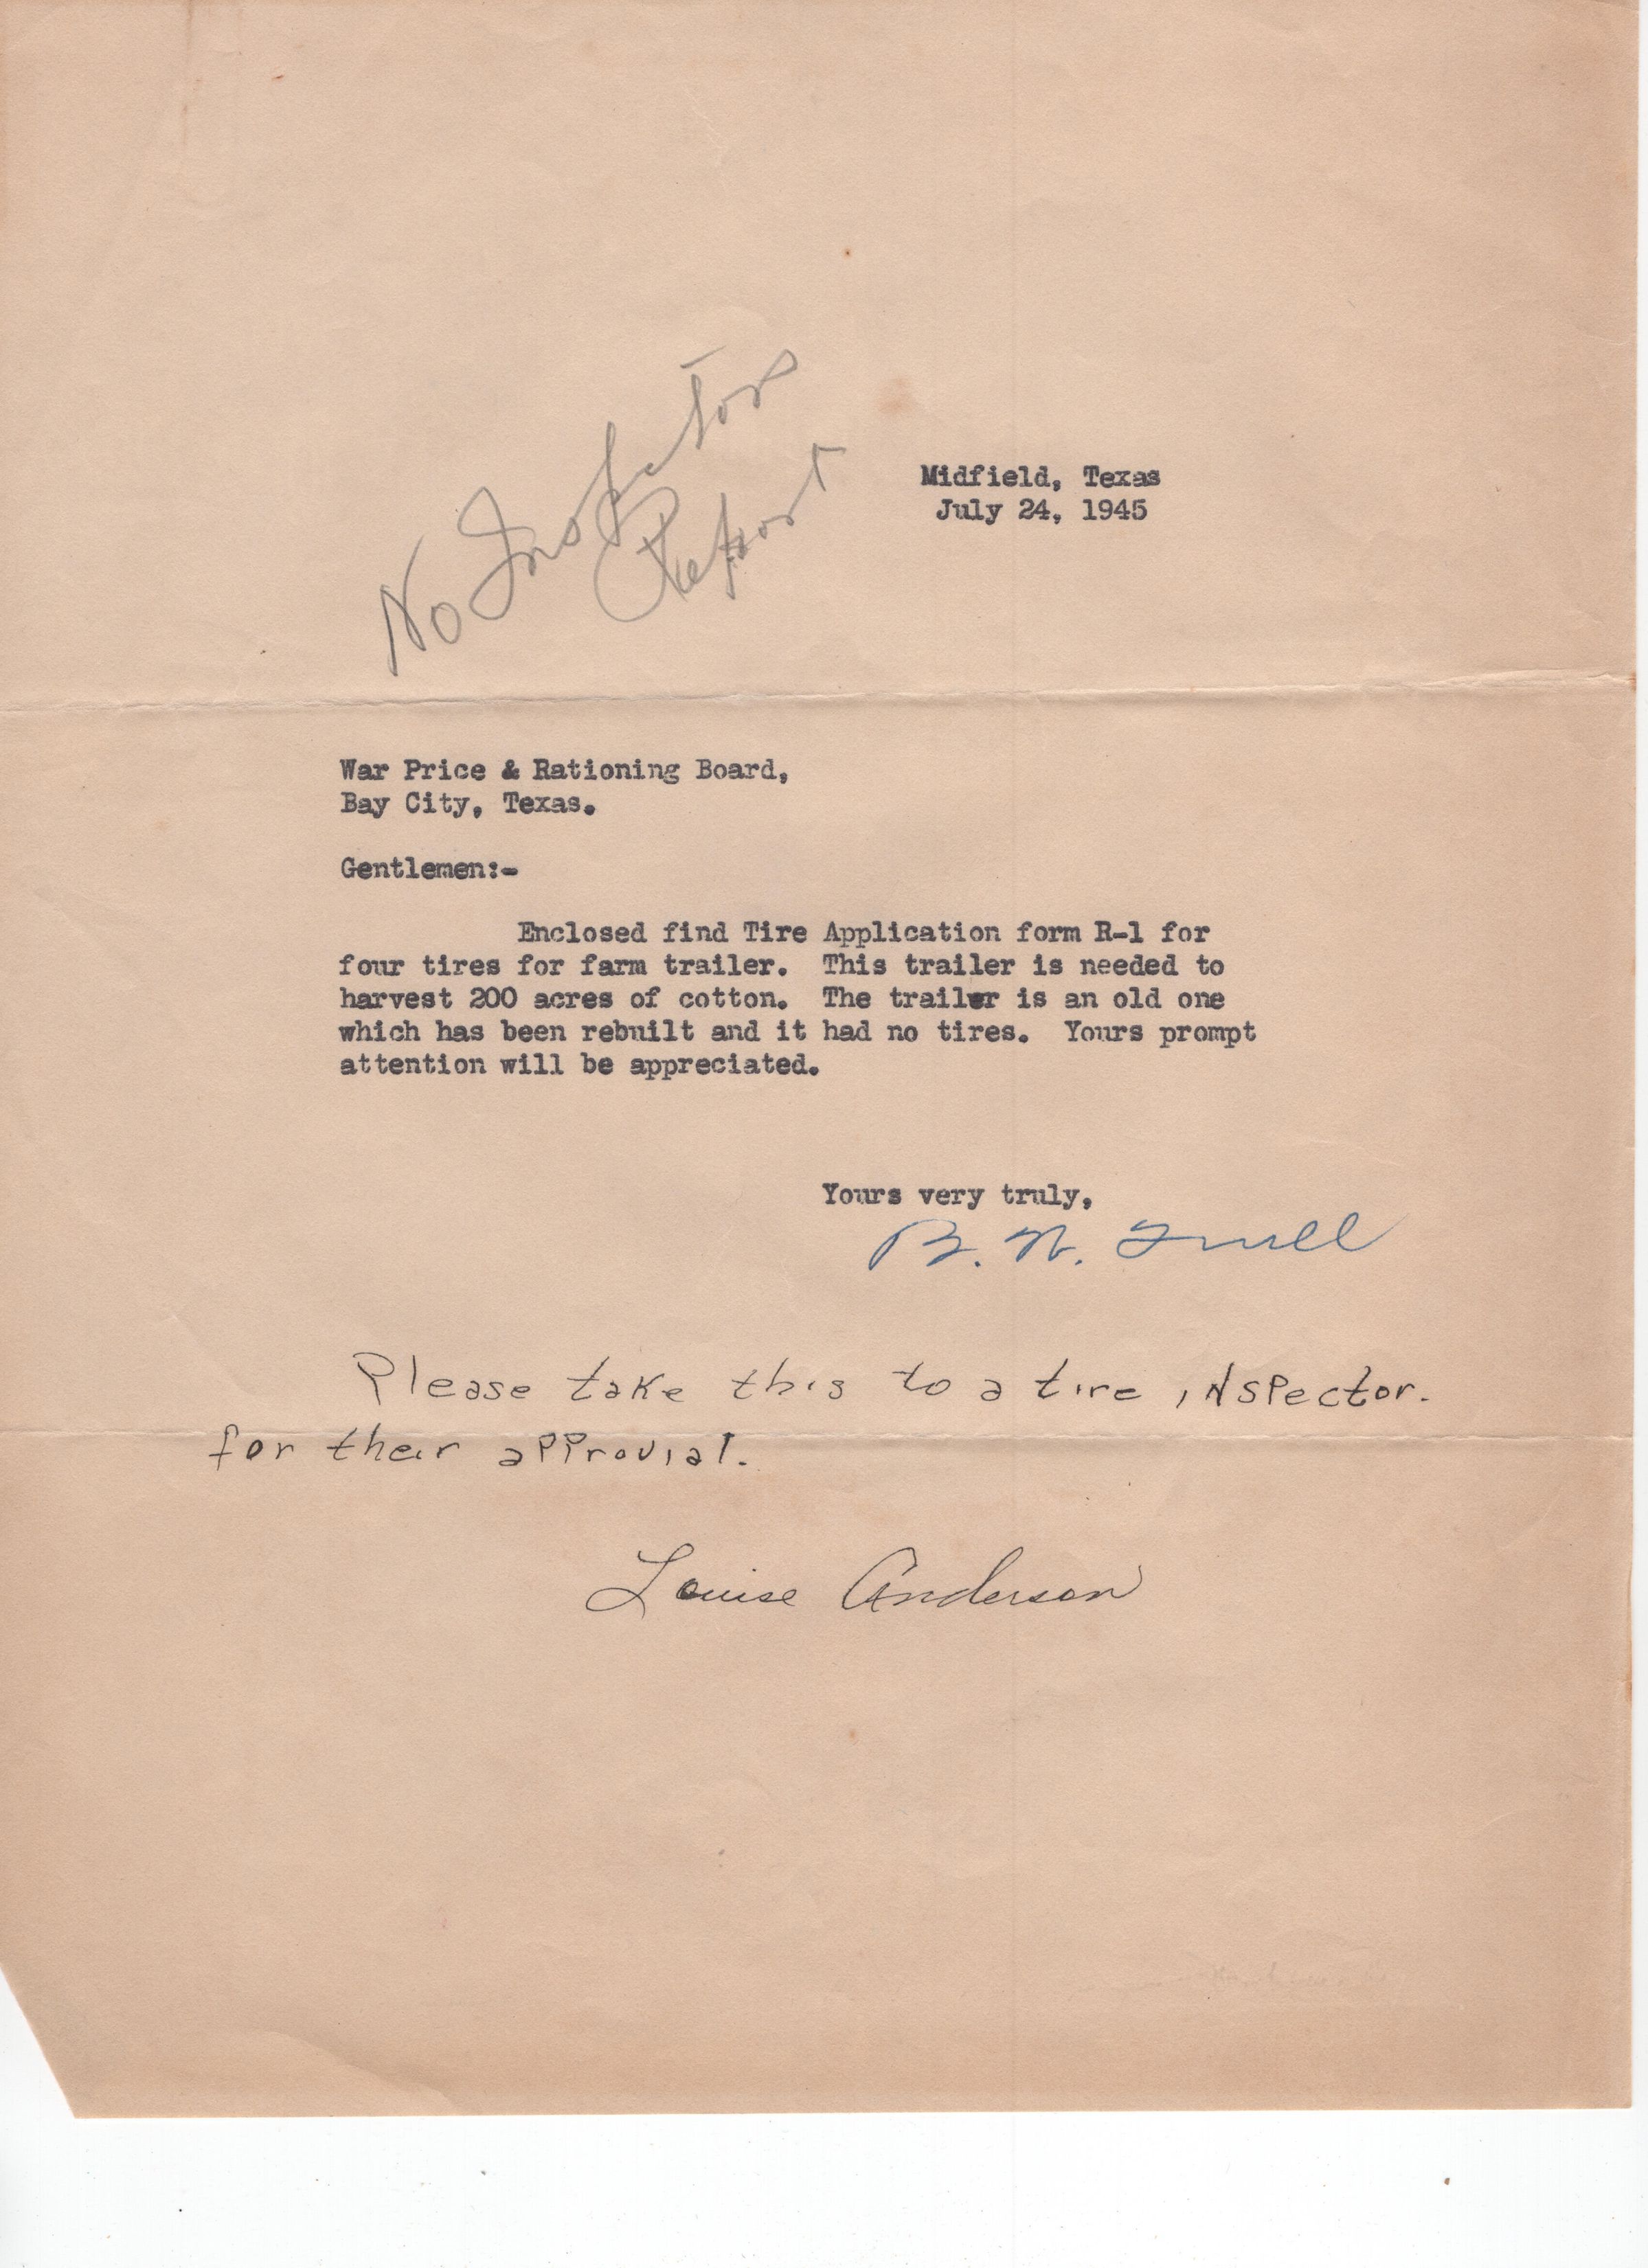 No Inspetors
Report
Midfield, Texas
July 24, 1945
War Price & Rationing Board,
Bay City, Texas.
Gentlemen:-
Enclosed find Tire Application form R-1 for
four tires for farm trailer. This trailer is needed to
harvest 200 acres of cotton. The trailer is an old one
which has been rebuilt and it had no tires. Yours prompt
attention will be appreciated.
Yours very truly,
B. W.
Please take this to a tire inspector.
for their approvial.
Louise Anderson